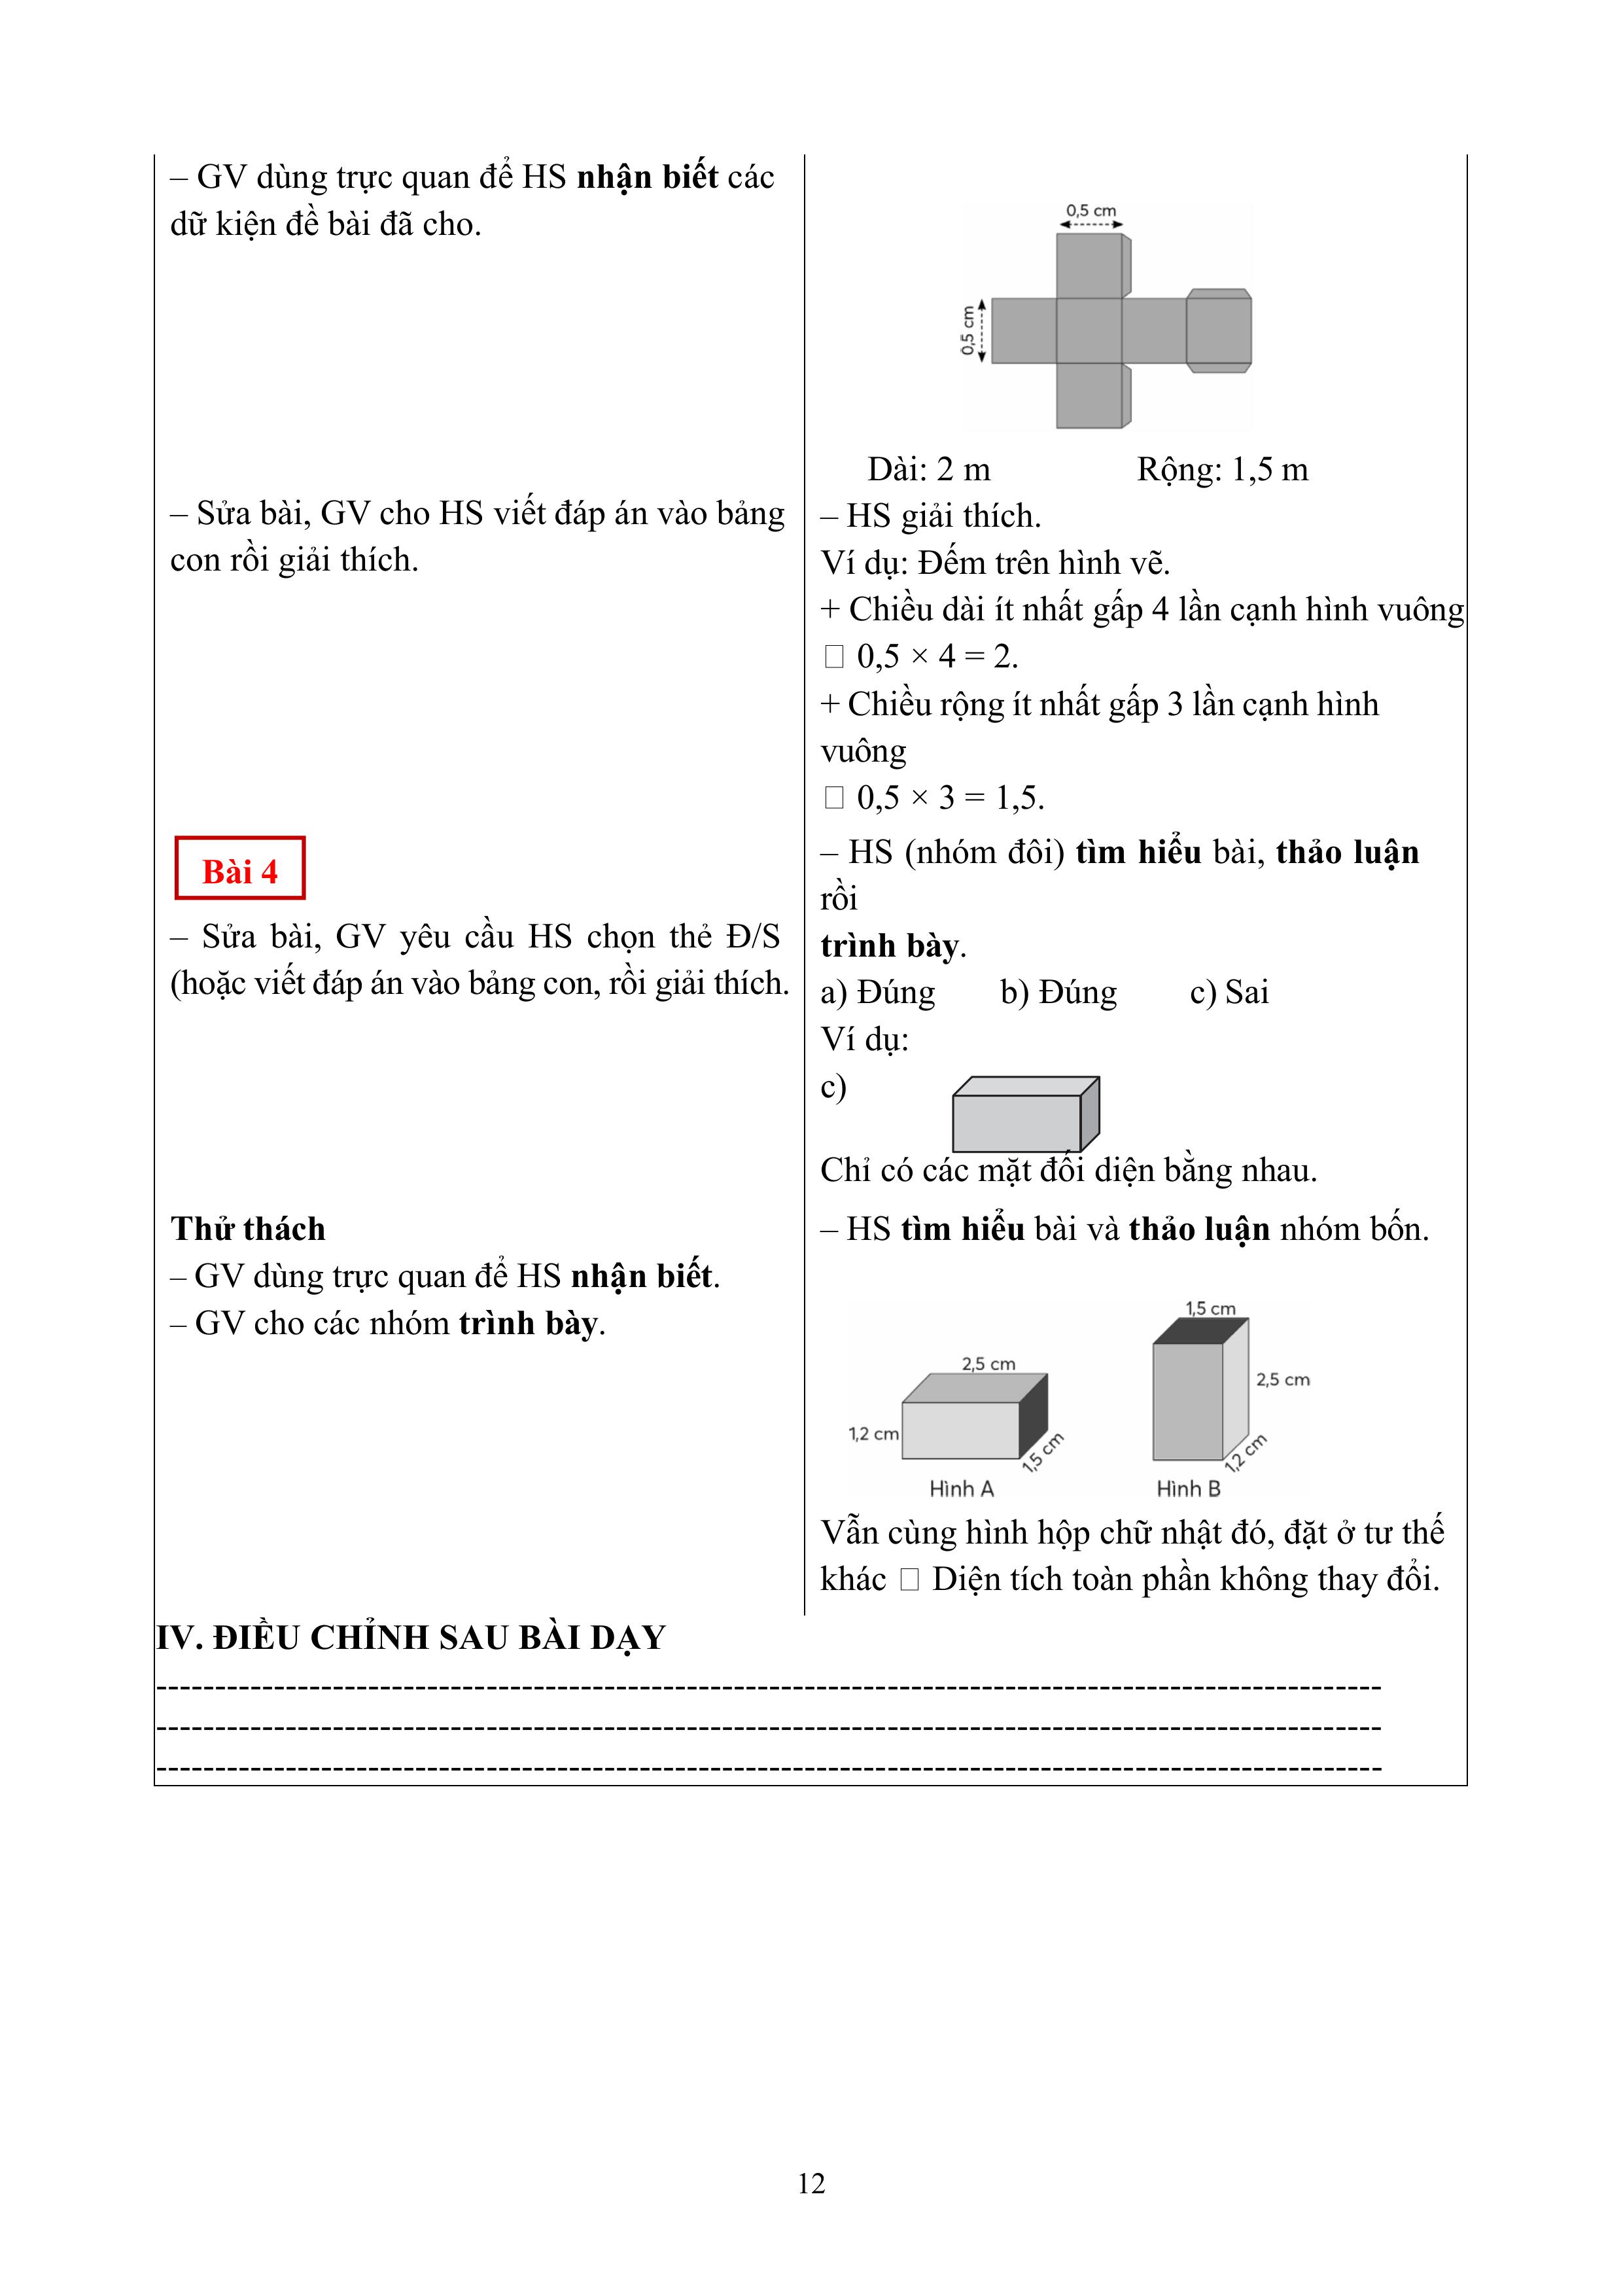 – GV dùng trực quan để HS nhận biết các
dữ kiện đề bài đã cho.
0,5 cm
0,5 cm
Dài: 2 m Rộng: 1,5 m
– Sửa bài, GV cho HS viết đáp án vào bảng
con rồi giải thích.
– HS giải thích.
Ví dụ: Đếm trên hình vẽ.
+ Chiều dài ít nhất gấp 4 lần cạnh hình vuông
□ 0,5 × 4 = 2.
+ Chiều rộng ít nhất gấp 3 lần cạnh hình
vuông
□ 0,5 × 3 = 1,5.
Bài 4
– Sửa bài, GV yêu cầu HS chọn thẻ Đ/S
(hoặc viết đáp án vào bảng con, rồi giải thích.
– HS (nhóm đôi) tìm hiểu bài, thảo luận
rồi
trình bày.
a) Đúng b) Đúng c) Sai
Ví dụ:
c)
Chỉ có các mặt đối diện bằng nhau.
Thử thách
– GV dùng trực quan để HS nhận biết.
– GV cho các nhóm trình bày.
– HS tìm hiểu bài và thảo luận nhóm bốn.
2,5 cm
1,2 cm
1,5 cm
Hình A
1,5 cm
2,5 cm
1,2 cm
Hình B
Vẫn cùng hình hộp chữ nhật đó, đặt ở tư thế
khác □ Diện tích toàn phần không thay đổi.
IV. ĐIỀU CHỈNH SAU BÀI DẠY
12